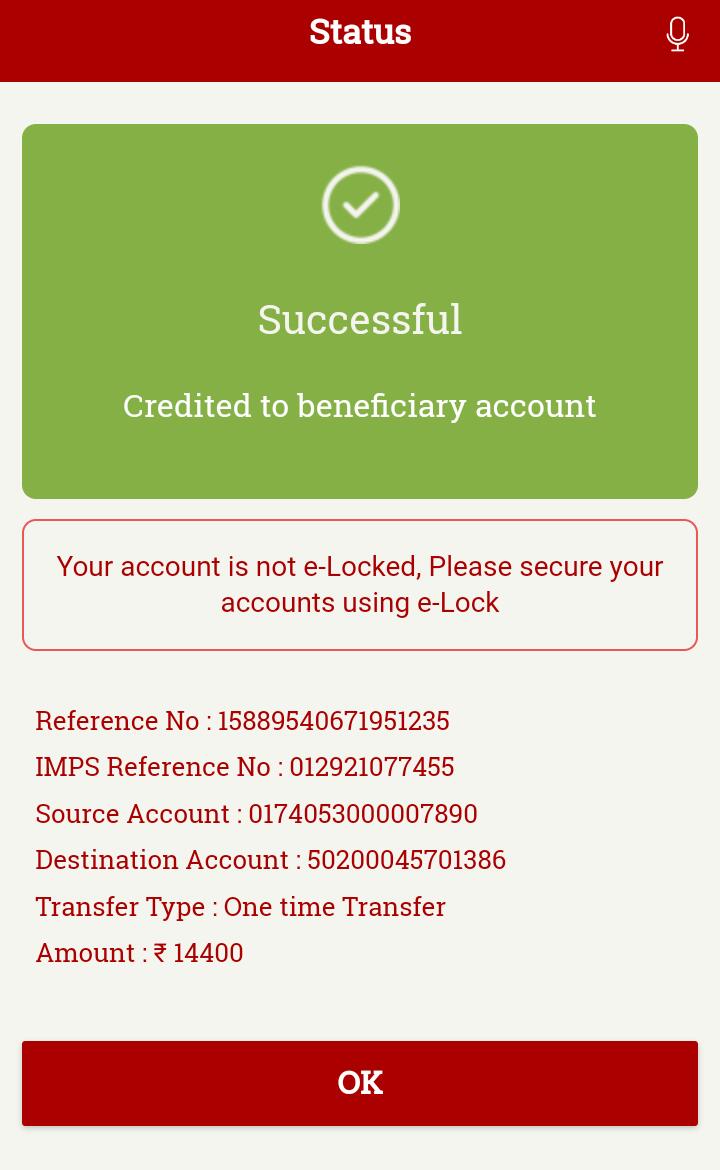 Status
Successful
Credited to beneficiary account
Your account is not e-Locked, Please secure your
accounts using e-Lock
Reference No : 15889540671951235
IMPS Reference No : 012921077455
Source Account : 0174053000007890
Destination Account : 50200045701386
Transfer Type : One time Transfer
Amount : ₹ 14400
OK